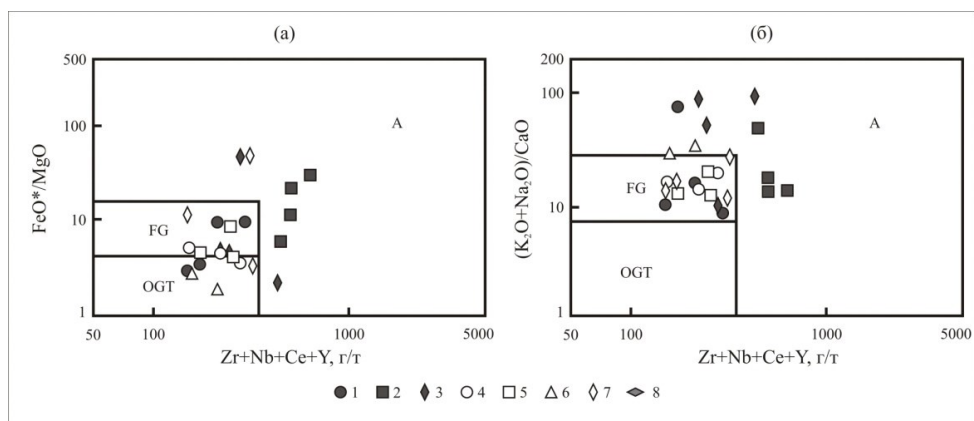 (а)
500
100
10
1
FeO*/MgO
A
FG
OGT
50
100
1000
5000
Zr+Nb+Ce+Y, г/т
(б)
200
100
10
1
(K₂O+Na₂O)/CaO
A
FG
OGT
50
100
1000
5000
Zr+Nb+Ce+Y, г/т
1 2 3 4 5 6 7 8